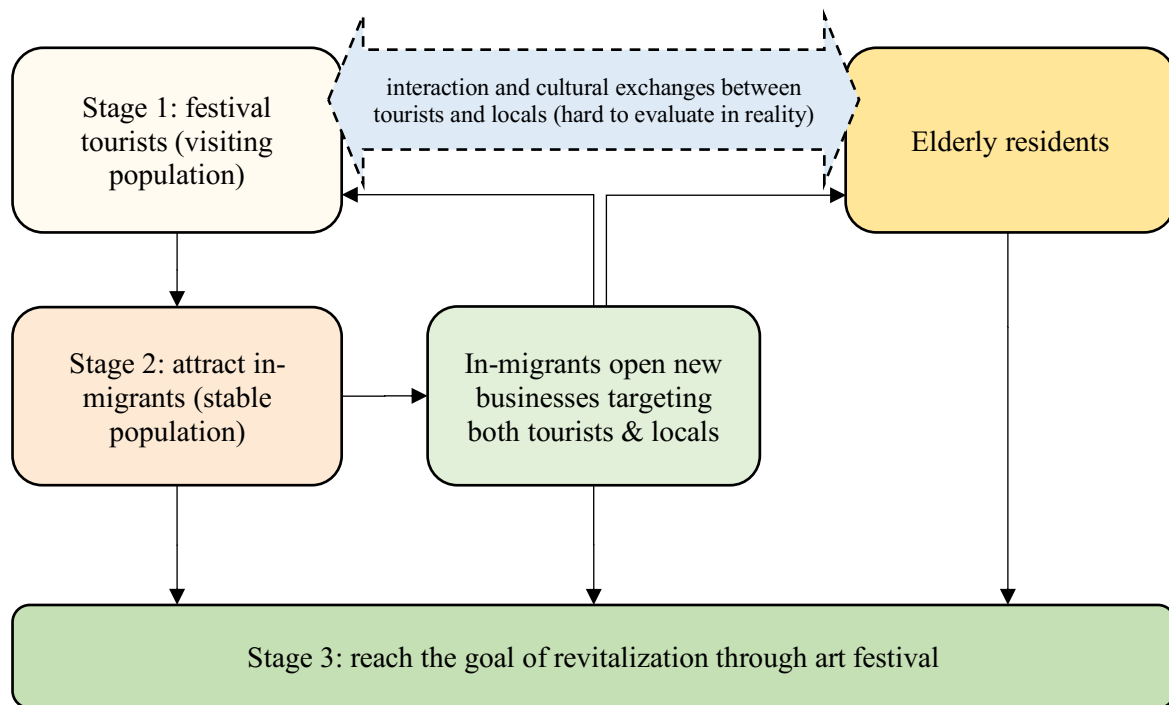 Stage 1: festival
tourists (visiting
population)
interaction and cultural exchanges between
tourists and locals (hard to evaluate in reality)
Elderly residents
Stage 2: attract in-
migrants (stable
population)
In-migrants open new
businesses targeting
both tourists & locals
Stage 3: reach the goal of revitalization through art festival